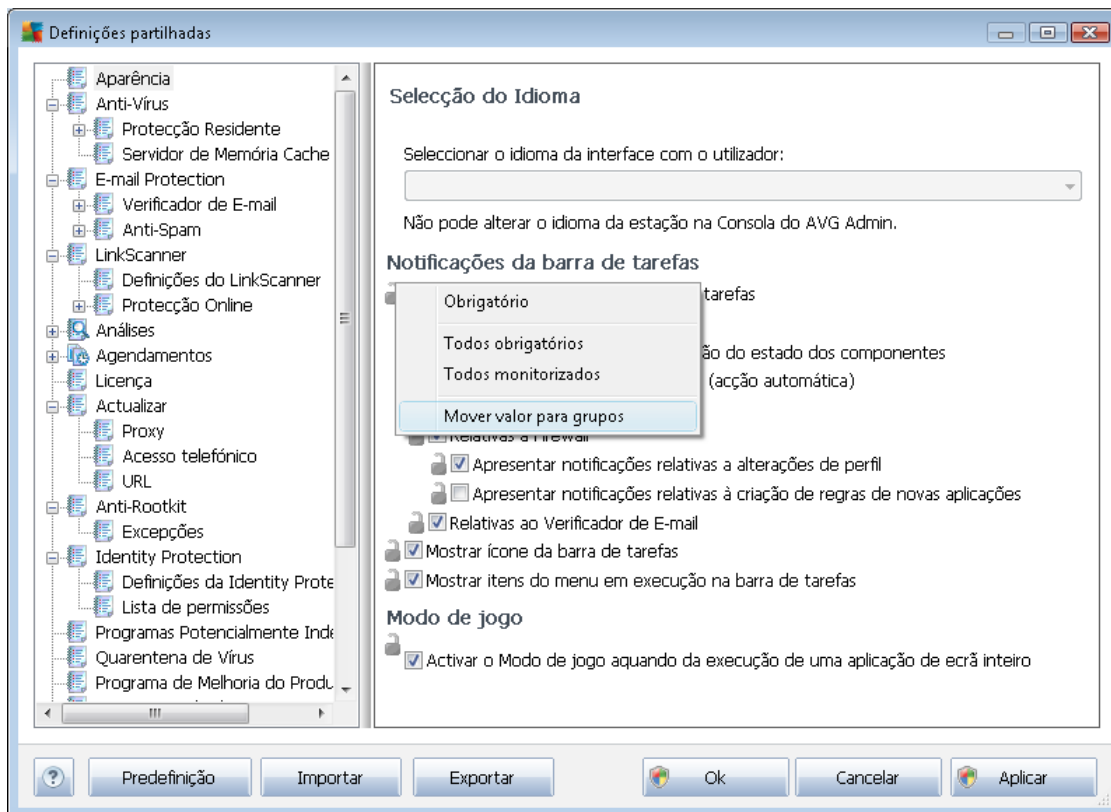 Definições partilhadas
Aparência
Anti-Vírus
Protecção Residente
Servidor de Memória Cache
E-mail Protection
Verificador de E-mail
Anti-Spam
LinkScanner
Definições do LinkScanner
Protecção Online
Análises
Agendamentos
Licença
Actualizar
Proxy
Acesso telefónico
URL
Anti-Rootkit
Excepções
Identity Protection
Definições da Identity Prote
Lista de permissões
Programas Potencialmente Inde
Quarentena de Vírus
Programa de Melhoria do Produ
Selecção do Idioma
Seleccionar o idioma da interface com o utilizador:
Não pode alterar o idioma da estação na Consola do AVG Admin.
Notificações da barra de tarefas
tarefas
Obrigatório
Todos obrigatórios
ão do estado dos componentes
Todos monitorizados
(acção automática)
Mover valor para grupos
Relativas à Firewall
Apresentar notificações relativas a alterações de perfil
Apresentar notificações relativas à criação de regras de novas aplicações
Relativas ao Verificador de E-mail
Mostrar ícone da barra de tarefas
Mostrar itens do menu em execução na barra de tarefas
Modo de jogo
Activar o Modo de jogo aquando da execução de uma aplicação de ecrã inteiro
Predefinição
Importar
Exportar
Ok
Cancelar
Aplicar